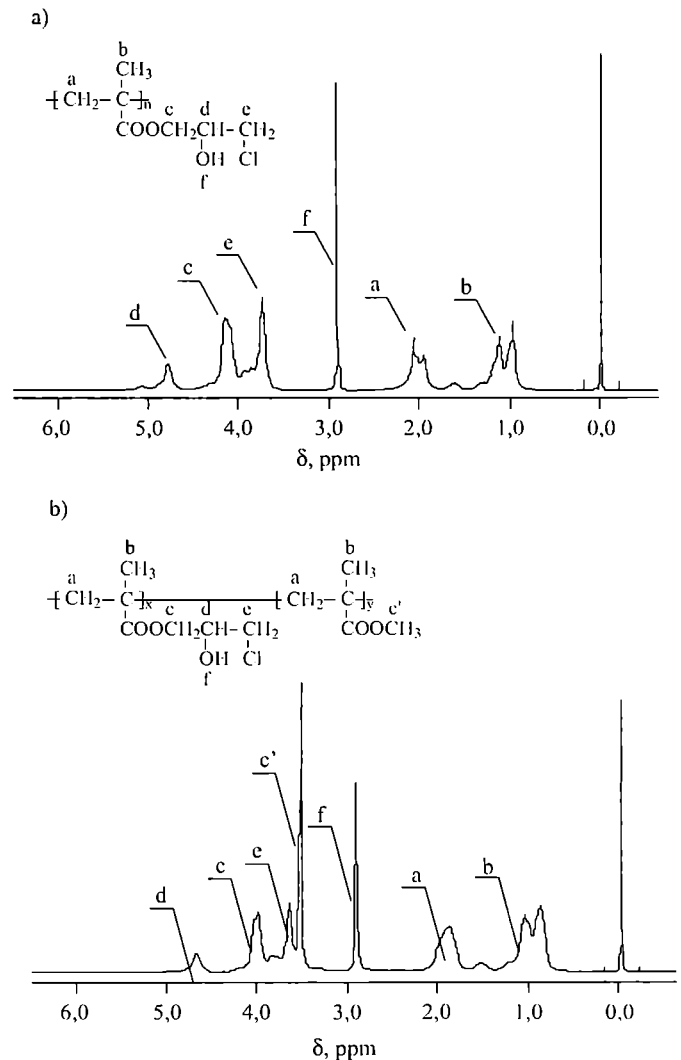 a)
b
CH₃
a
-[CH₂-C-]n
c d e
COOCH₂CH-CH₂
OH Cl
f
f
e
c
a
b
d
6,0 5,0 4,0 3,0 2,0 1,0 0,0
δ, ppm
b)
b b
CH₃ CH₃
a a
-[CH₂-C-]x-[CH₂-C-]y
c d e c'
COOCH₂CH-CH₂ COOCH₃
OH Cl
f
c'
f
e
c
a
b
d
6,0 5,0 4,0 3,0 2,0 1,0 0,0
δ, ppm